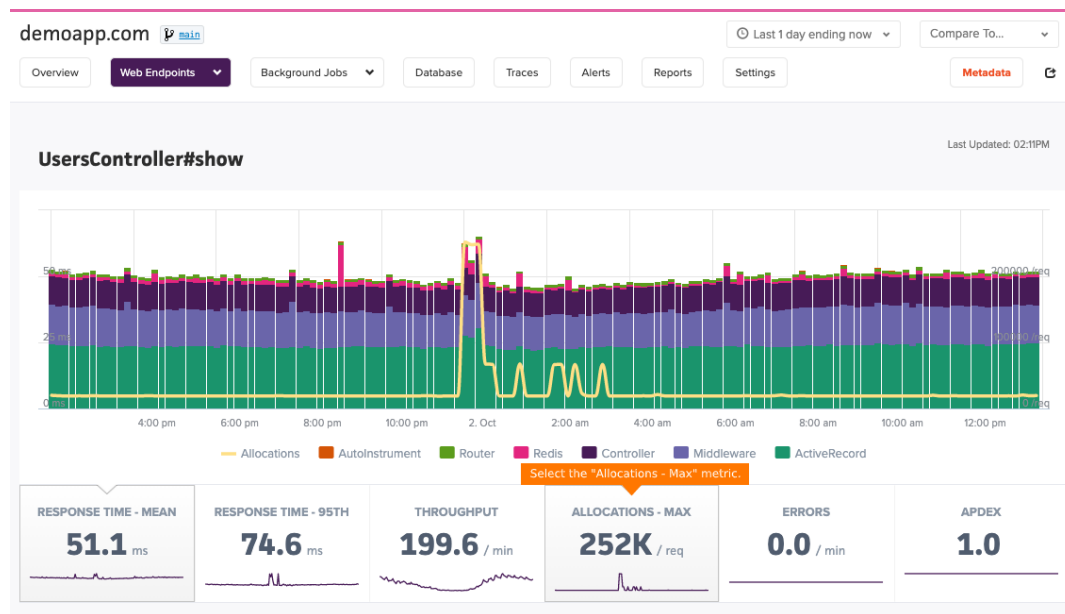 demoapp.com main
Last 1 day ending now
Compare To...
Overview
Web Endpoints
Background Jobs
Database
Traces
Alerts
Reports
Settings
Metadata
Last Updated: 02:11PM
UsersController#show
50 ms
200000 /req
25 ms
100000 /req
0 ms
0 /req
4:00 pm 6:00 pm 8:00 pm 10:00 pm 2. Oct 2:00 am 4:00 am 6:00 am 8:00 am 10:00 am 12:00 pm
Allocations AutoInstrument Router Redis Controller Middleware ActiveRecord
Select the "Allocations - Max" metric.
RESPONSE TIME - MEAN
51.1 ms
RESPONSE TIME - 95TH
74.6 ms
THROUGHPUT
199.6 / min
ALLOCATIONS - MAX
252K / req
ERRORS
0.0 / min
APDEX
1.0